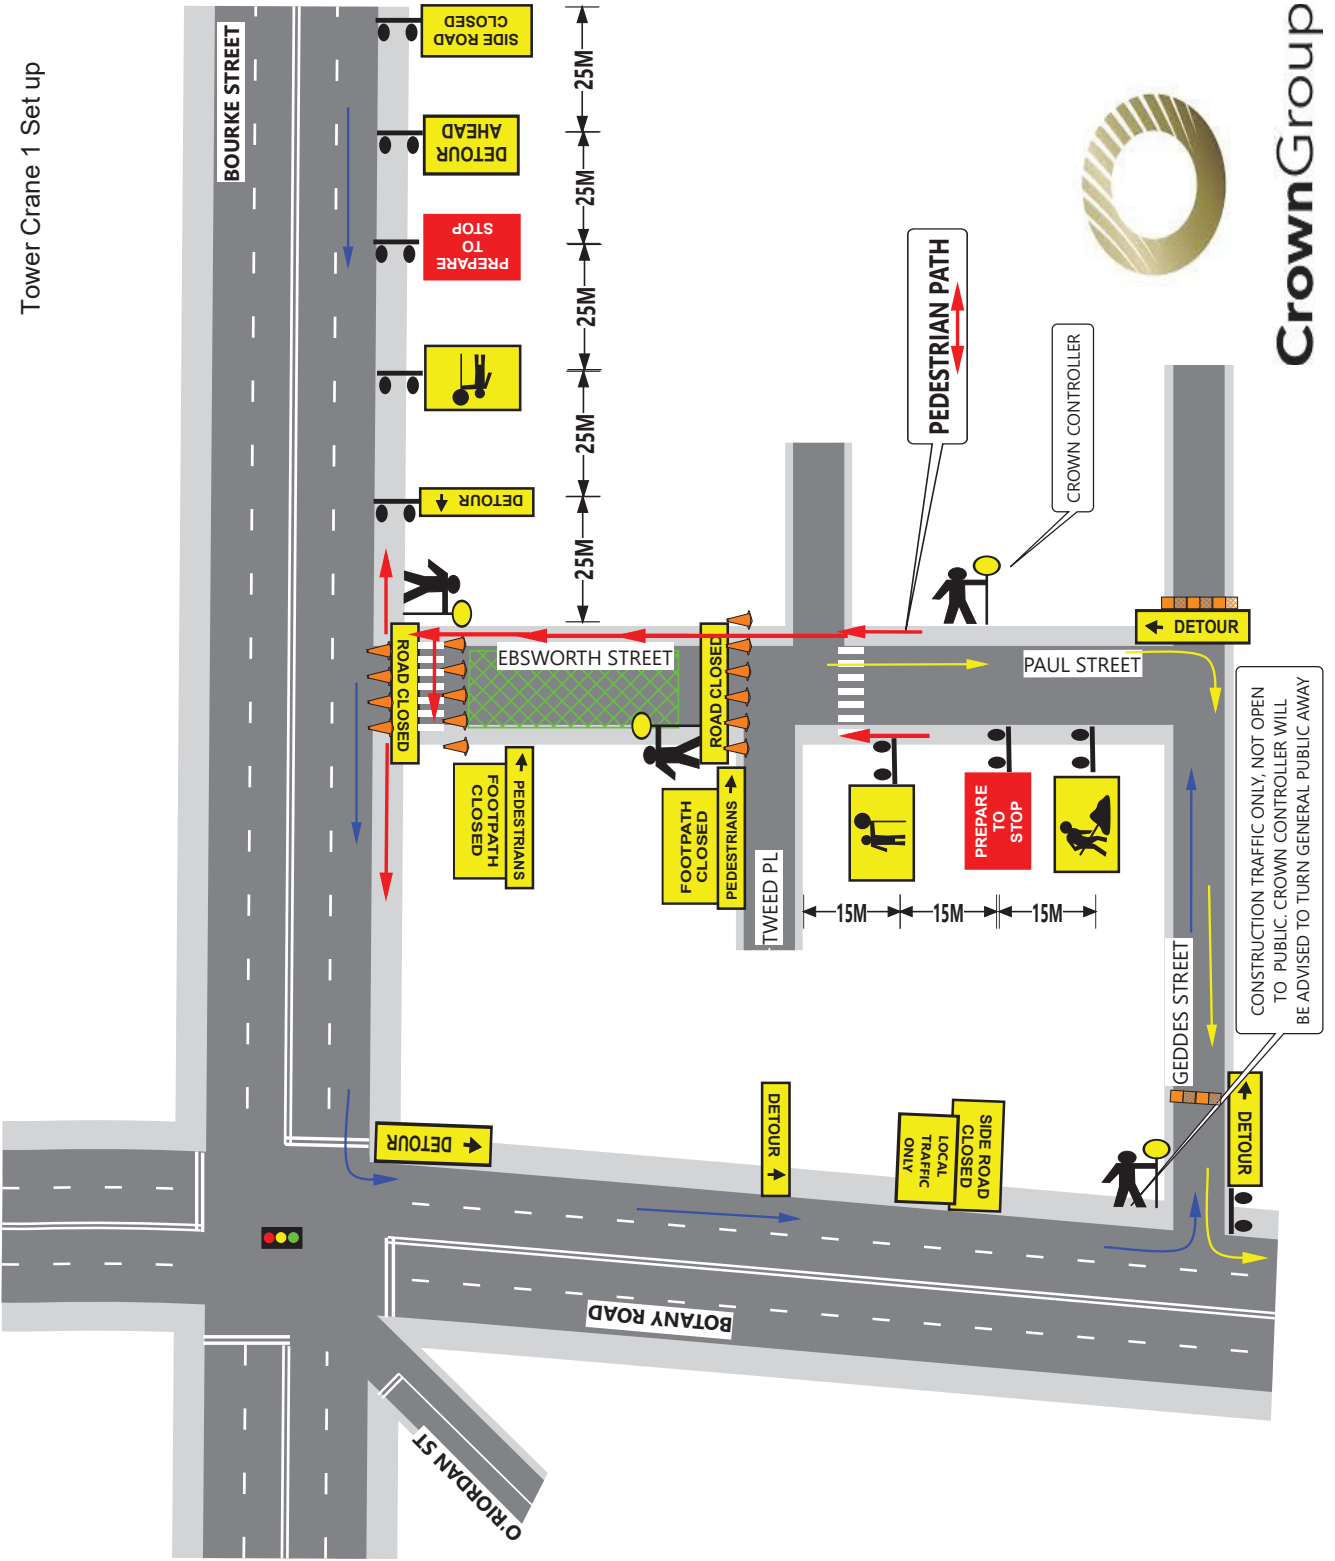 Tower Crane 1 Set up
BOURKE STREET
SIDE ROAD
CLOSED
DETOUR
AHEAD
PREPARE
TO
STOP
DETOUR
25M
25M
25M
25M
25M
ROAD CLOSED
EBSWORTH STREET
ROAD CLOSED
FOOTPATH
CLOSED
PEDESTRIANS
FOOTPATH
CLOSED
PEDESTRIANS
TWEED PL
PEDESTRIAN PATH
CROWN CONTROLLER
PAUL STREET
DETOUR
PREPARE
TO
STOP
15M
15M
15M
GEDDES STREET
CONSTRUCTION TRAFFIC ONLY, NOT OPEN
TO PUBLIC. CROWN CONTROLLER WILL
BE ADVISED TO TURN GENERAL PUBLIC AWAY
DETOUR
DETOUR
DETOUR
SIDE ROAD
CLOSED
LOCAL
TRAFFIC
ONLY
BOTANY ROAD
O'RIORDAN ST
CrownGroup